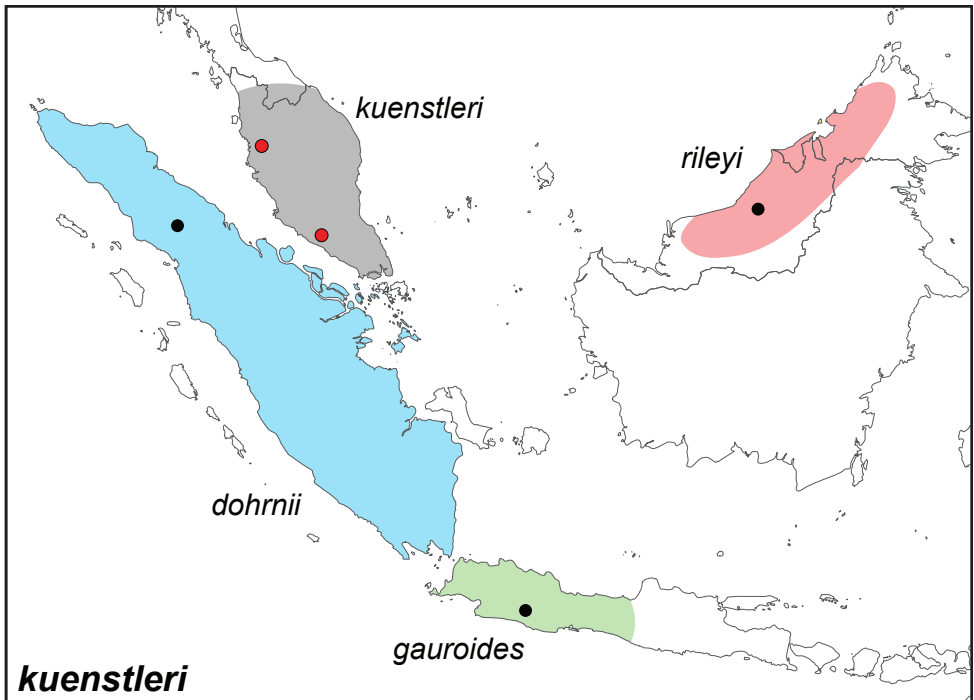 kuenstleri
rileyi
dohrnii
gauroides
kuenstleri